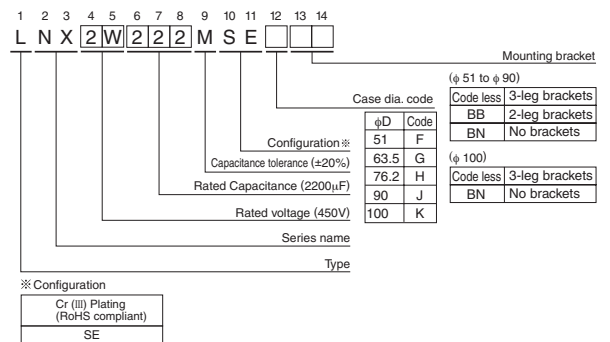 1 2 3 4 5 6 7 8 9 10 11 12 13 14
L N X 2 W 2 2 2 M S E
Mounting bracket
(φ 51 to φ 90)
Code less 3-leg brackets
BB 2-leg brackets
BN No brackets
(φ 100)
Code less 3-leg brackets
BN No brackets
Case dia. code
φD Code
51 F
63.5 G
76.2 H
90 J
100 K
Configuration※
Capacitance tolerance (±20%)
Rated Capacitance (2200μF)
Rated voltage (450V)
Series name
Type
※Configuration
Cr (Ⅲ) Plating
(RoHS compliant)
SE